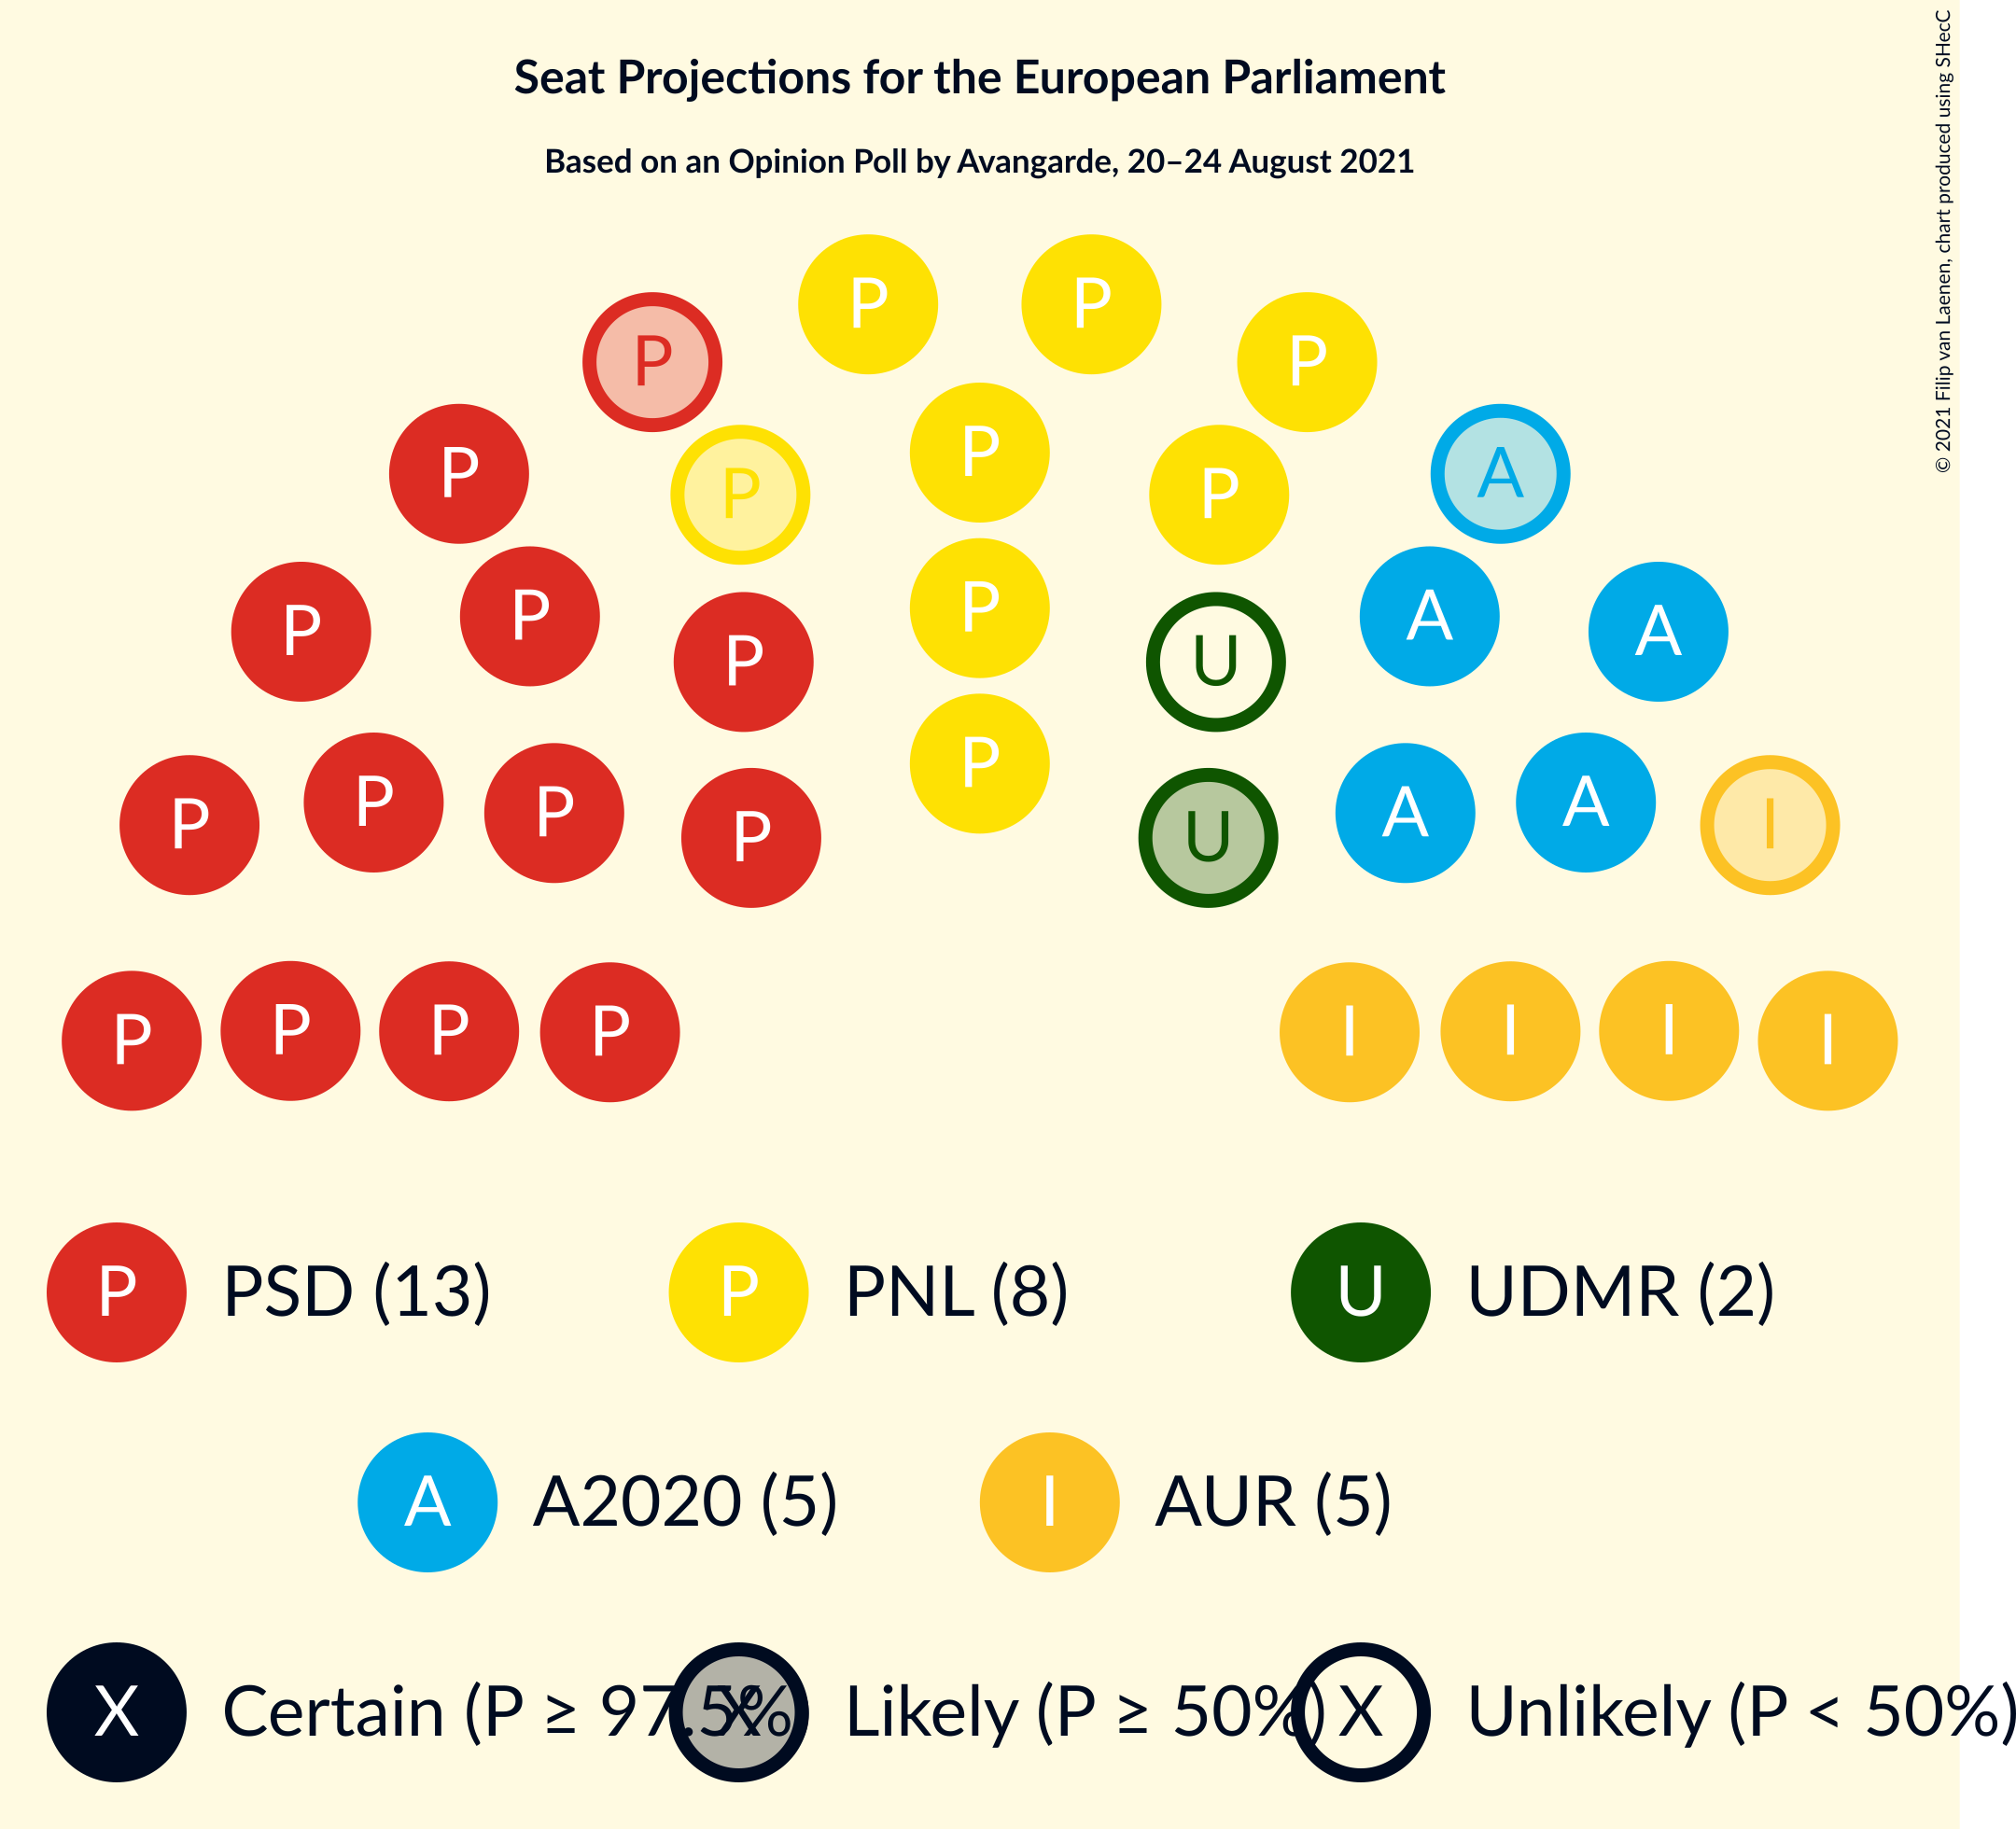 Seat Projections for the European Parliament
Based on an Opinion Poll by Avangarde, 20–24 August 2021
© 2021 Filip van Laenen, chart produced using SHecC
P P
P P
P A
P P P
P A
P P A
P U
P P
P A A
P U
P P I
P P P P I I I I
P PSD (13) P PNL (8) U UDMR (2)
A A2020 (5) I AUR (5)
X Certain (P ≥ 97.5% X Likely (P ≥ 50%) X Unlikely (P < 50%)